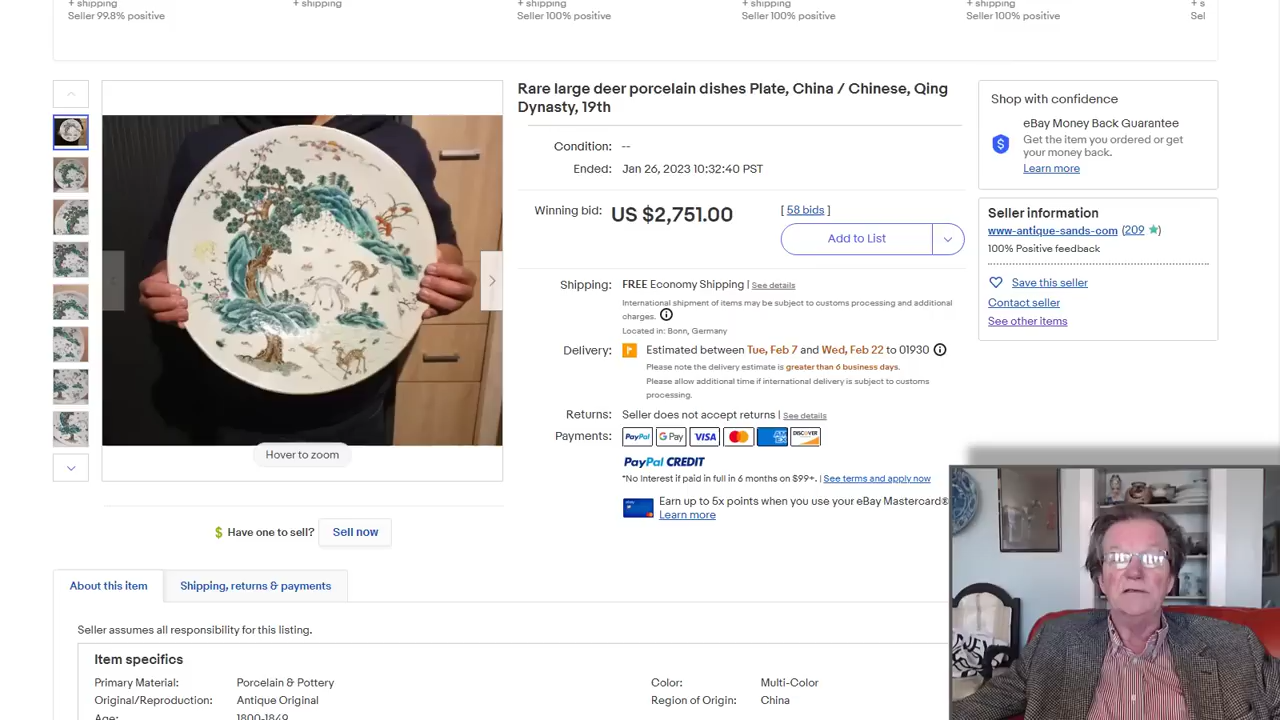 + shipping
Seller 99.8% positive
+ shipping
+ shipping
Seller 100% positive
+ shipping
Seller 100% positive
+ shipping
Seller 100% positive
+ s
Sel
Rare large deer porcelain dishes Plate, China / Chinese, Qing
Dynasty, 19th
Condition: --
Ended: Jan 26, 2023 10:32:40 PST
Winning bid: US $2,751.00 [ 58 bids ]
Add to List
Shipping: FREE Economy Shipping | See details
International shipment of items may be subject to customs processing and additional
charges.
Located in: Bonn, Germany
Delivery: Estimated between Tue, Feb 7 and Wed, Feb 22 to 01930
Please note the delivery estimate is greater than 6 business days.
Please allow additional time if international delivery is subject to customs
processing.
Returns: Seller does not accept returns | See details
Payments: PayPal G Pay VISA DISCOVER
PayPal CREDIT
*No Interest if paid in full in 6 months on $99+. | See terms and apply now
Earn up to 5x points when you use your eBay Mastercard®
Learn more
Shop with confidence
eBay Money Back Guarantee
Get the item you ordered or get
your money back.
Learn more
Seller information
www-antique-sands-com (209)
100% Positive feedback
Save this seller
Contact seller
See other items
Hover to zoom
$ Have one to sell? Sell now
About this item
Shipping, returns & payments
Seller assumes all responsibility for this listing.
Item specifics
Primary Material: Porcelain & Pottery
Color: Multi-Color
Original/Reproduction: Antique Original
Region of Origin: China
Age: 1800-1849